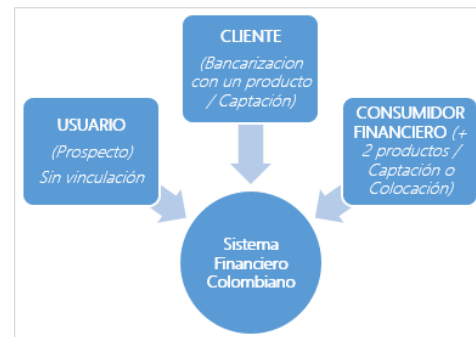 CLIENTE
(Bancarizacion
con un producto
/ Captación)
USUARIO
(Prospecto)
Sin vinculación
CONSUMIDOR
FINANCIERO (+
2 productos /
Captación o
Colocación)
Sistema
Financiero
Colombiano